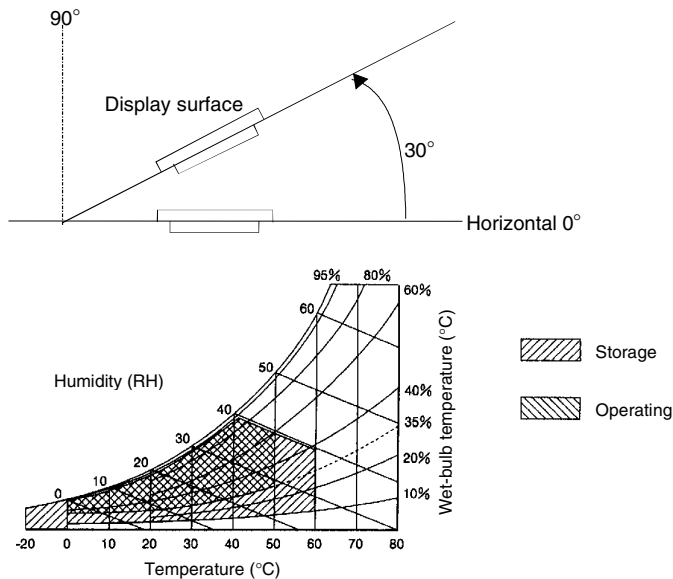 90°
Display surface
30°
Horizontal 0°
95% 80%
60%
60
50
Humidity (RH)
40
40%
35%
30
20
20%
10
10%
0
Wet-bulb temperature (°C)
Storage
Operating
-20 0 10 20 30 40 50 60 70 80
Temperature (°C)